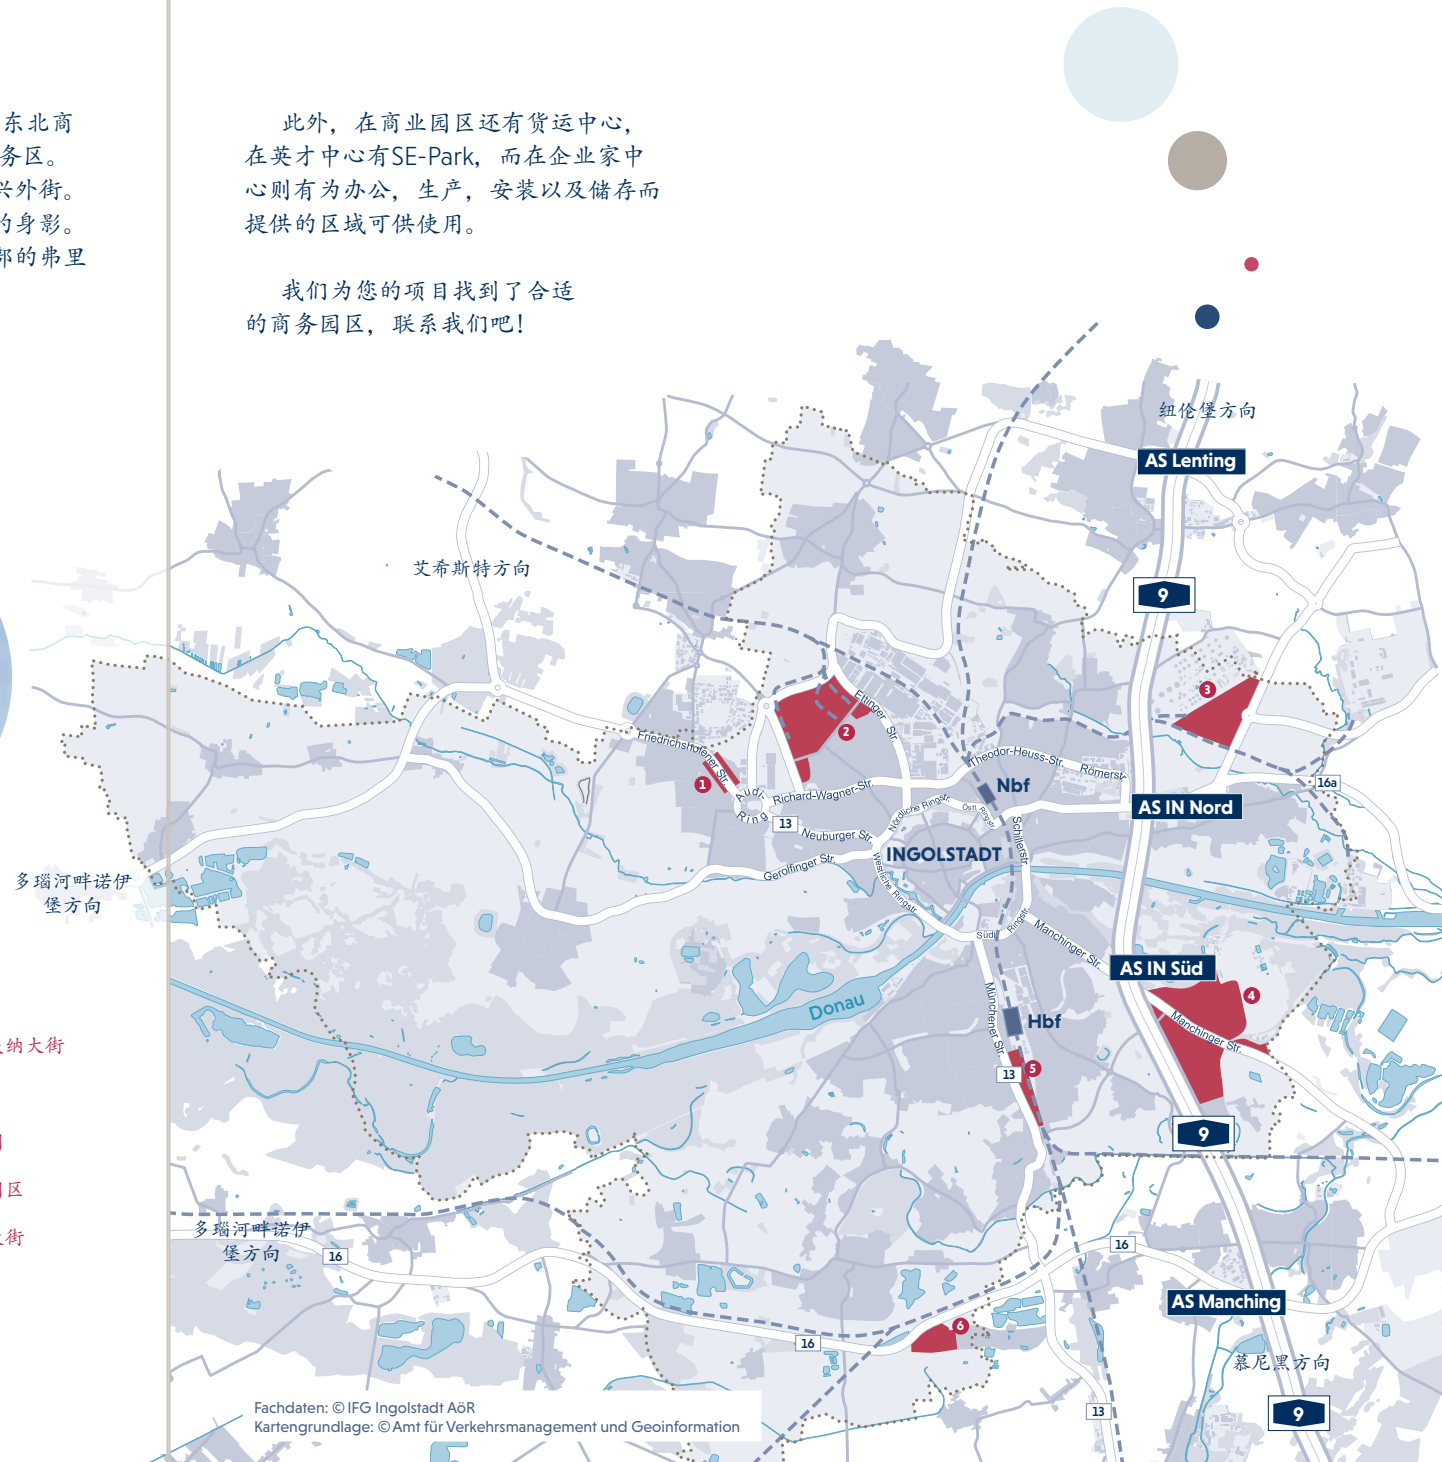 东北商
务区。
兴外街。
的身影。
部的弗里
此外，在商业园区还有货运中心，
在英才中心有SE-Park，而在企业家中
心则有为办公，生产，安装以及储存而
提供的区域可供使用。
我们为您的项目找到了合适
的商务园区，联系我们吧！
纽伦堡方向
AS Lenting
艾希斯特方向
9
3
Ettinger Str.
2
Friedrichshofener Str.
1
Theodor-Heuss-Str.
Römerstr.
Nbf
16a
Audi-
Ring
Richard-Wagner-Str.
Nördliche Ringstr.
Östl. Ringstr.
AS IN Nord
13
Neuburger Str.
Schillerstr.
INGOLSTADT
Gerolfinger Str.
Westliche Ringstr.
多瑙河畔诺伊
堡方向
Südl. Ringstr.
Manchinger Str.
AS IN Süd
Donau
Münchener Str.
4
Hbf
Manchinger Str.
纳大街
5
13
9
区
街
多瑙河畔诺伊
堡方向
16
16
AS Manching
6
16
慕尼黑方向
13
9
Fachdaten: © IFG Ingolstadt AöR
Kartengrundlage: © Amt für Verkehrsmanagement und Geoinformation